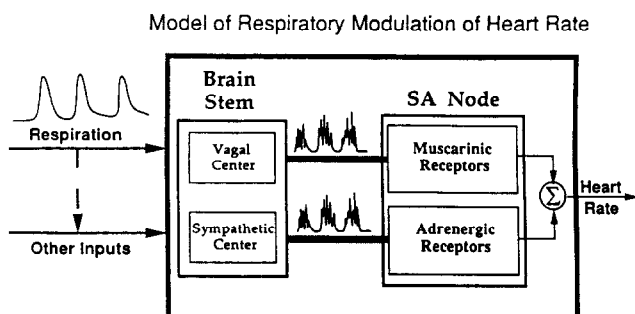 Model of Respiratory Modulation of Heart Rate
Brain
Stem
SA Node
Respiration
Vagal
Center
Muscarinic
Receptors
Σ
Heart
Rate
Other Inputs
Sympathetic
Center
Adrenergic
Receptors